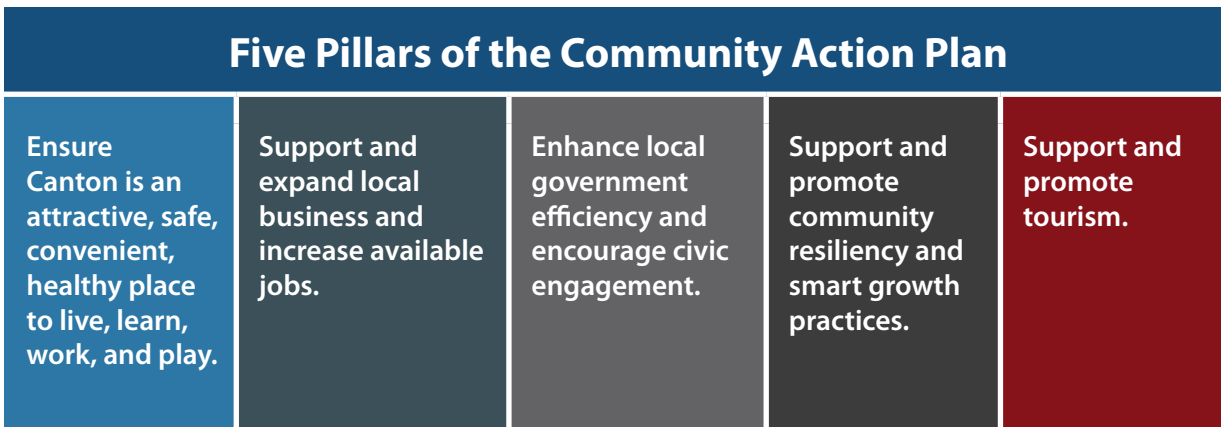 Five Pillars of the Community Action Plan
Ensure
Canton is an
attractive, safe,
convenient,
healthy place
to live, learn,
work, and play.
Support and
expand local
business and
increase available
jobs.
Enhance local
government
efficiency and
encourage civic
engagement.
Support and
promote
community
resiliency and
smart growth
practices.
Support and
promote
tourism.